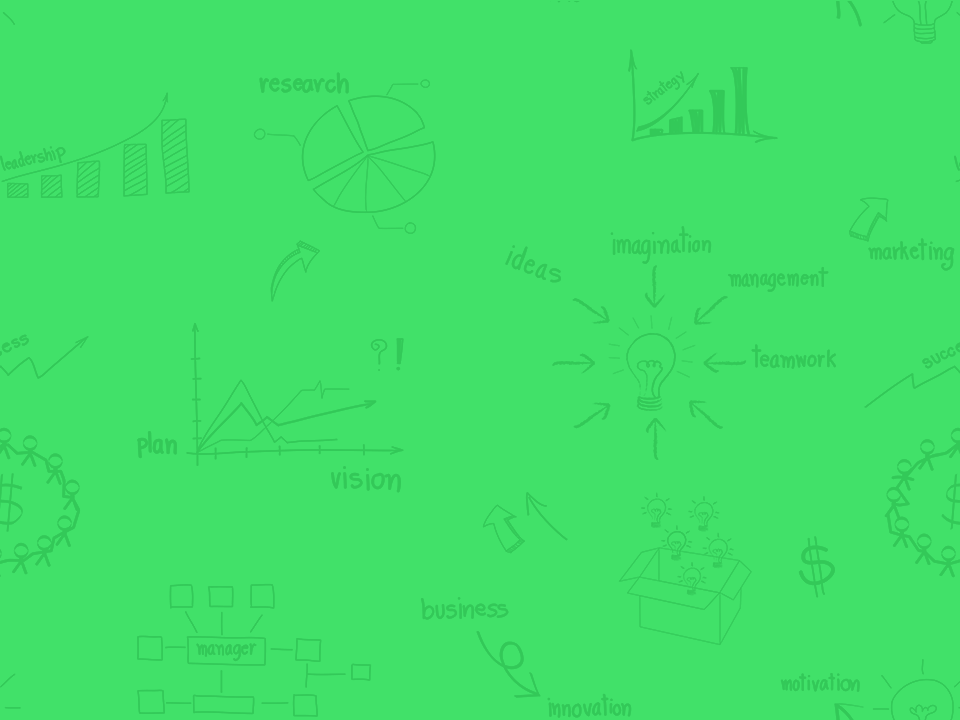 research
strategy
leadership
ideas
imagination
marketing
management
teamwork
?!
ess
succe
plan
vision
$
$
$
business
manager
motivation
innovation